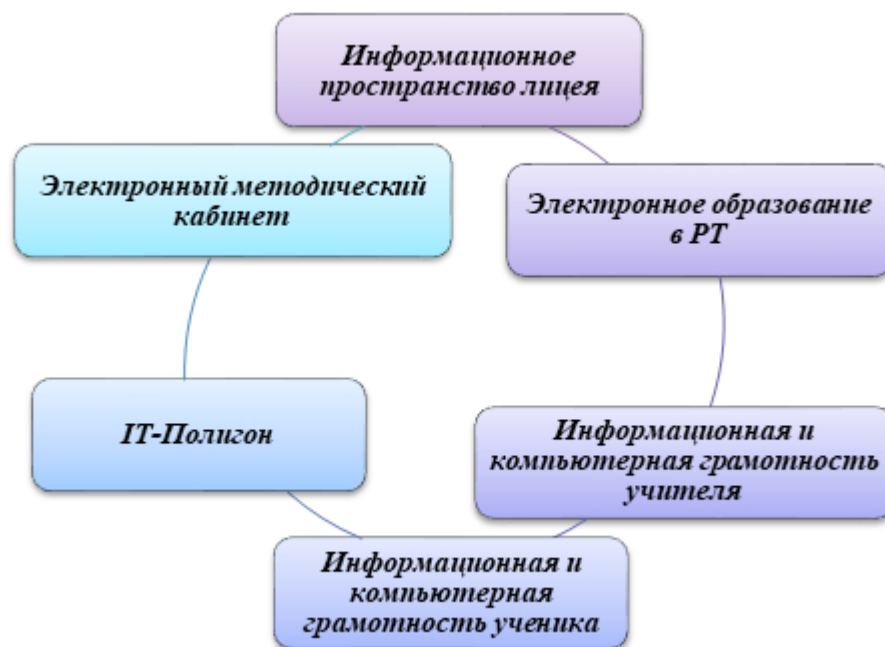 Информационное
пространство лицея
Электронный методический
кабинет
Электронное образование
в РТ
IT-Полигон
Информационная и
компьютерная грамотность
учителя
Информационная и
компьютерная
грамотность ученика